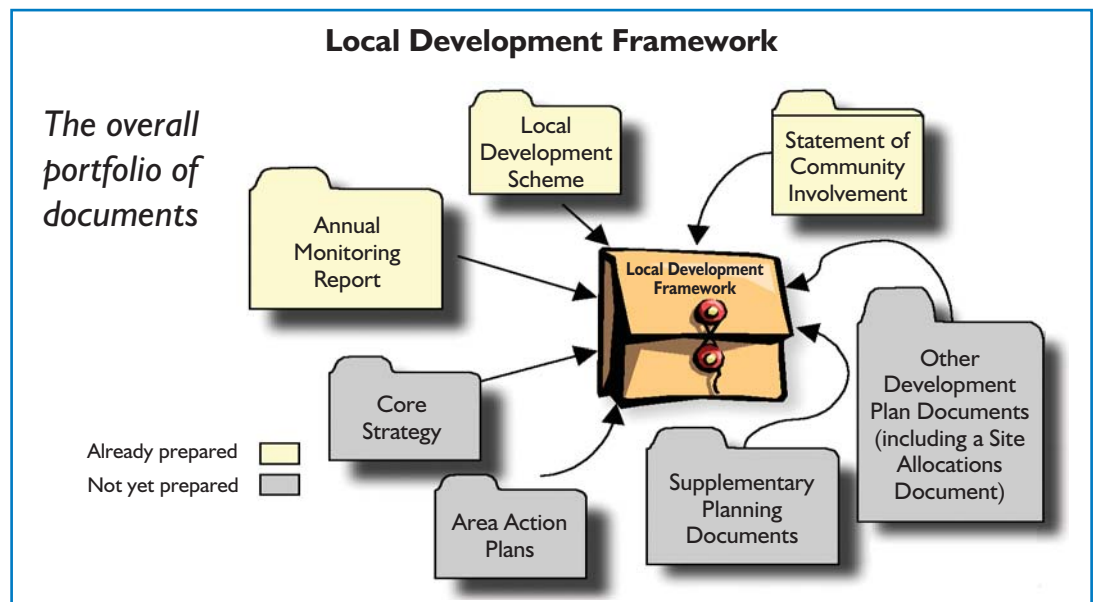 Local Development Framework
The overall
portfolio of
documents
Local
Development
Scheme
Statement of
Community
Involvement
Annual
Monitoring
Report
Local Development
Framework
Other
Development
Plan Documents
(including a Site
Allocations
Document)
Core
Strategy
Already prepared
Not yet prepared
Supplementary
Planning
Documents
Area Action
Plans